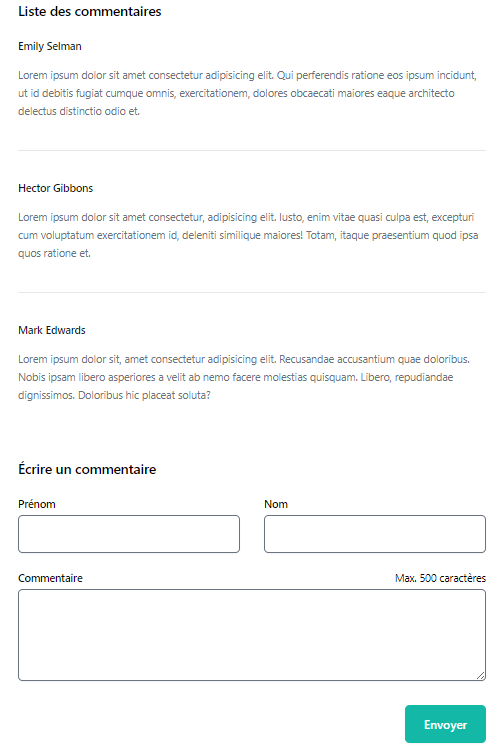 Liste des commentaires
Emily Selman
Lorem ipsum dolor sit amet consectetur adipisicing elit. Qui perferendis ratione eos ipsum incidunt,
ut id debitis fugiat cumque omnis, exercitationem, dolores obcaecati maiores eaque architecto
delectus distinctio odio et.
Hector Gibbons
Lorem ipsum dolor sit amet consectetur, adipisicing elit. Iusto, enim vitae quasi culpa est, excepturi
cum voluptatum exercitationem id, deleniti similique maiores! Totam, itaque praesentium quod ipsa
quos ratione et.
Mark Edwards
Lorem ipsum dolor sit, amet consectetur adipisicing elit. Recusandae accusantium quae doloribus.
Nobis ipsam libero asperiores a velit ab nemo facere molestias quisquam. Libero, repudiandae
dignissimos. Doloribus hic placeat soluta?
Écrire un commentaire
Prénom Nom
Commentaire Max. 500 caractères
Envoyer